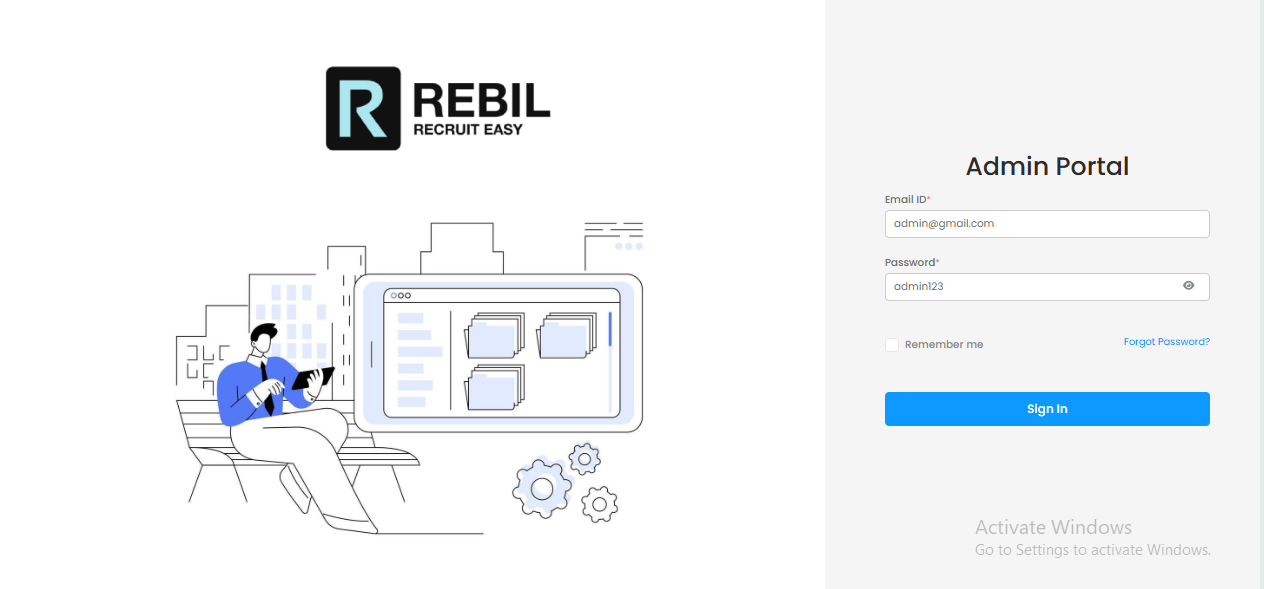 REBIL
RECRUIT EASY
Admin Portal
Email ID*
admin@gmail.com
Password*
admin123
Remember me
Forgot Password?
Sign In
Activate Windows
Go to Settings to activate Windows.